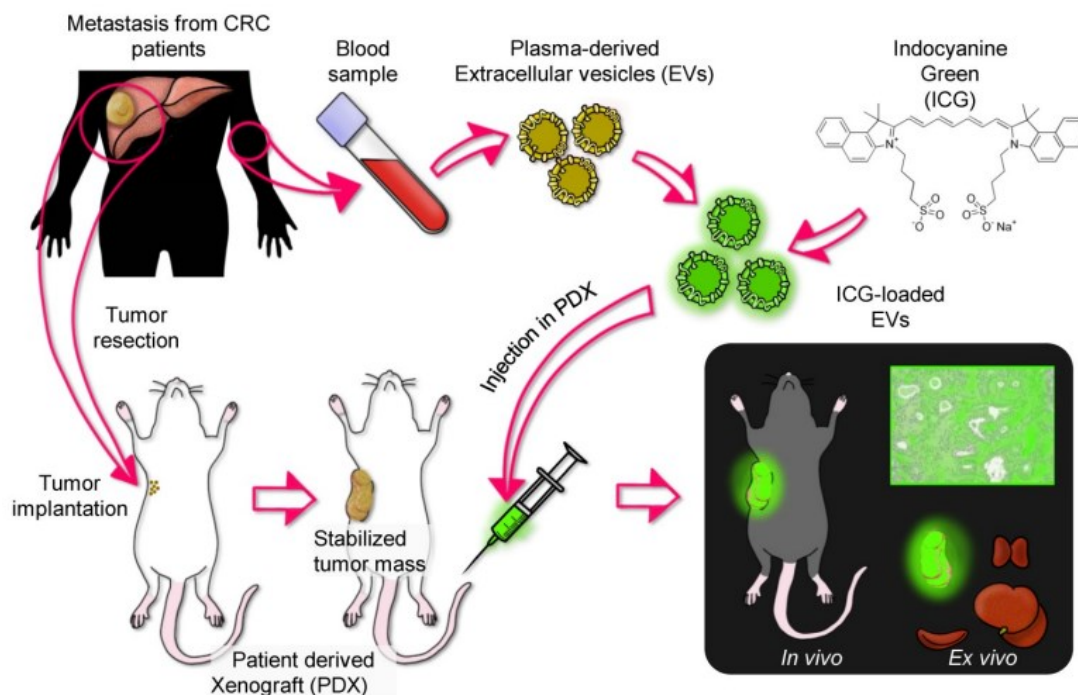 Metastasis from CRC
patients
Blood
sample
Plasma-derived
Extracellular vesicles (EVs)
Indocyanine
Green
(ICG)
N+
N
S
O
O
-O
O
S
O
O- Na+
ICG-loaded
EVs
Tumor
resection
Injection in PDX
Tumor
implantation
Stabilized
tumor mass
Patient derived
Xenograft (PDX)
In vivo
Ex vivo